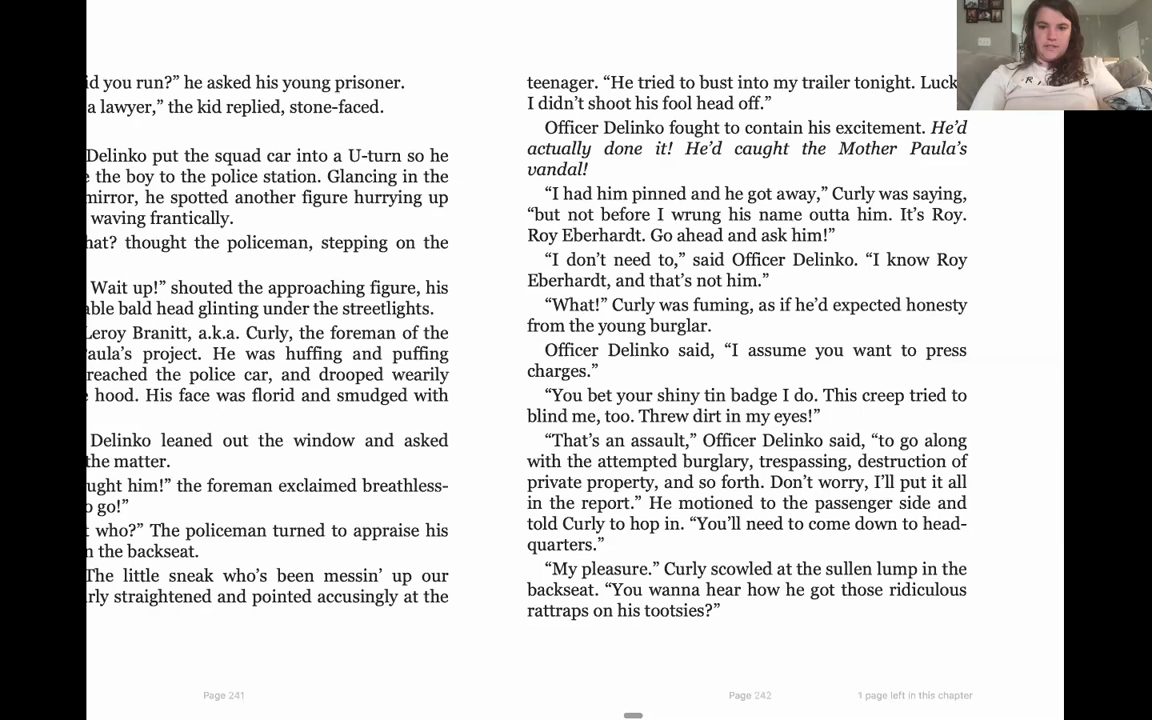 id you run?” he asked his young prisoner.
a lawyer,” the kid replied, stone-faced.
Delinko put the squad car into a U-turn so he
the boy to the police station. Glancing in the
mirror, he spotted another figure hurrying up
waving frantically.
hat? thought the policeman, stepping on the
Wait up!” shouted the approaching figure, his
able bald head glinting under the streetlights.
Leroy Branitt, a.k.a. Curly, the foreman of the
Paula’s project. He was huffing and puffing
reached the police car, and drooped wearily
hood. His face was florid and smudged with
Delinko leaned out the window and asked
the matter.
ught him!” the foreman exclaimed breathless-
o go!”
who?” The policeman turned to appraise his
n the backseat.
The little sneak who’s been messin’ up our
rly straightened and pointed accusingly at the
Page 241
teenager. “He tried to bust into my trailer tonight. Luck
I didn’t shoot his fool head off.”
Officer Delinko fought to contain his excitement. He’d
actually done it! He’d caught the Mother Paula’s
vandal!
“I had him pinned and he got away,” Curly was saying,
“but not before I wrung his name outta him. It’s Roy.
Roy Eberhardt. Go ahead and ask him!”
“I don’t need to,” said Officer Delinko. “I know Roy
Eberhardt, and that’s not him.”
“What!” Curly was fuming, as if he’d expected honesty
from the young burglar.
Officer Delinko said, “I assume you want to press
charges.”
“You bet your shiny tin badge I do. This creep tried to
blind me, too. Threw dirt in my eyes!”
“That’s an assault,” Officer Delinko said, “to go along
with the attempted burglary, trespassing, destruction of
private property, and so forth. Don’t worry, I’ll put it all
in the report.” He motioned to the passenger side and
told Curly to hop in. “You’ll need to come down to head-
quarters.”
“My pleasure.” Curly scowled at the sullen lump in the
backseat. “You wanna hear how he got those ridiculous
rattraps on his tootsies?”
Page 242
1 page left in this chapter